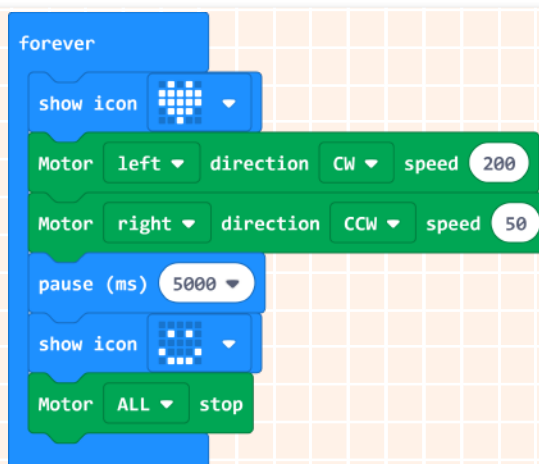 forever
show icon
Motor left direction CW speed 200
Motor right direction CCW speed 50
pause (ms) 5000
show icon
Motor ALL stop